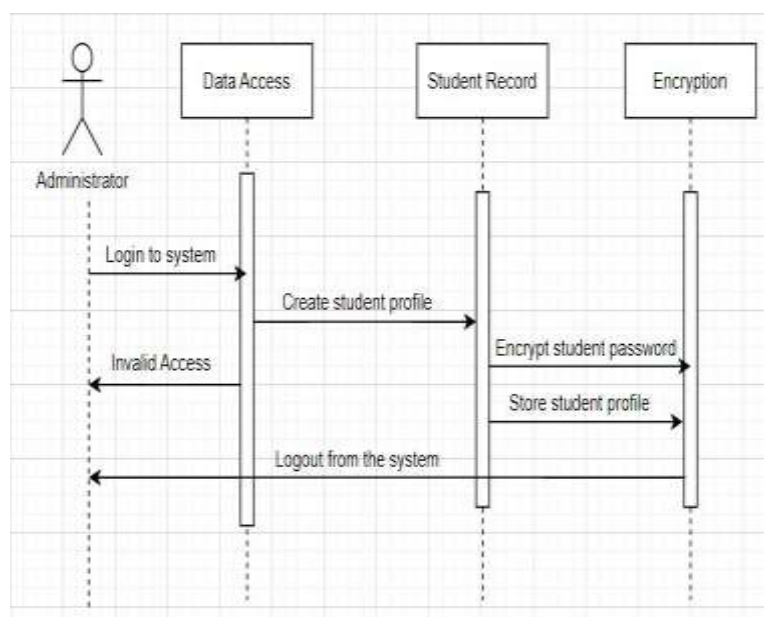 Data Access
Student Record
Encryption
Administrator
Login to system
Create student profile
Encrypt student password
Invalid Access
Store student profile
Logout from the system